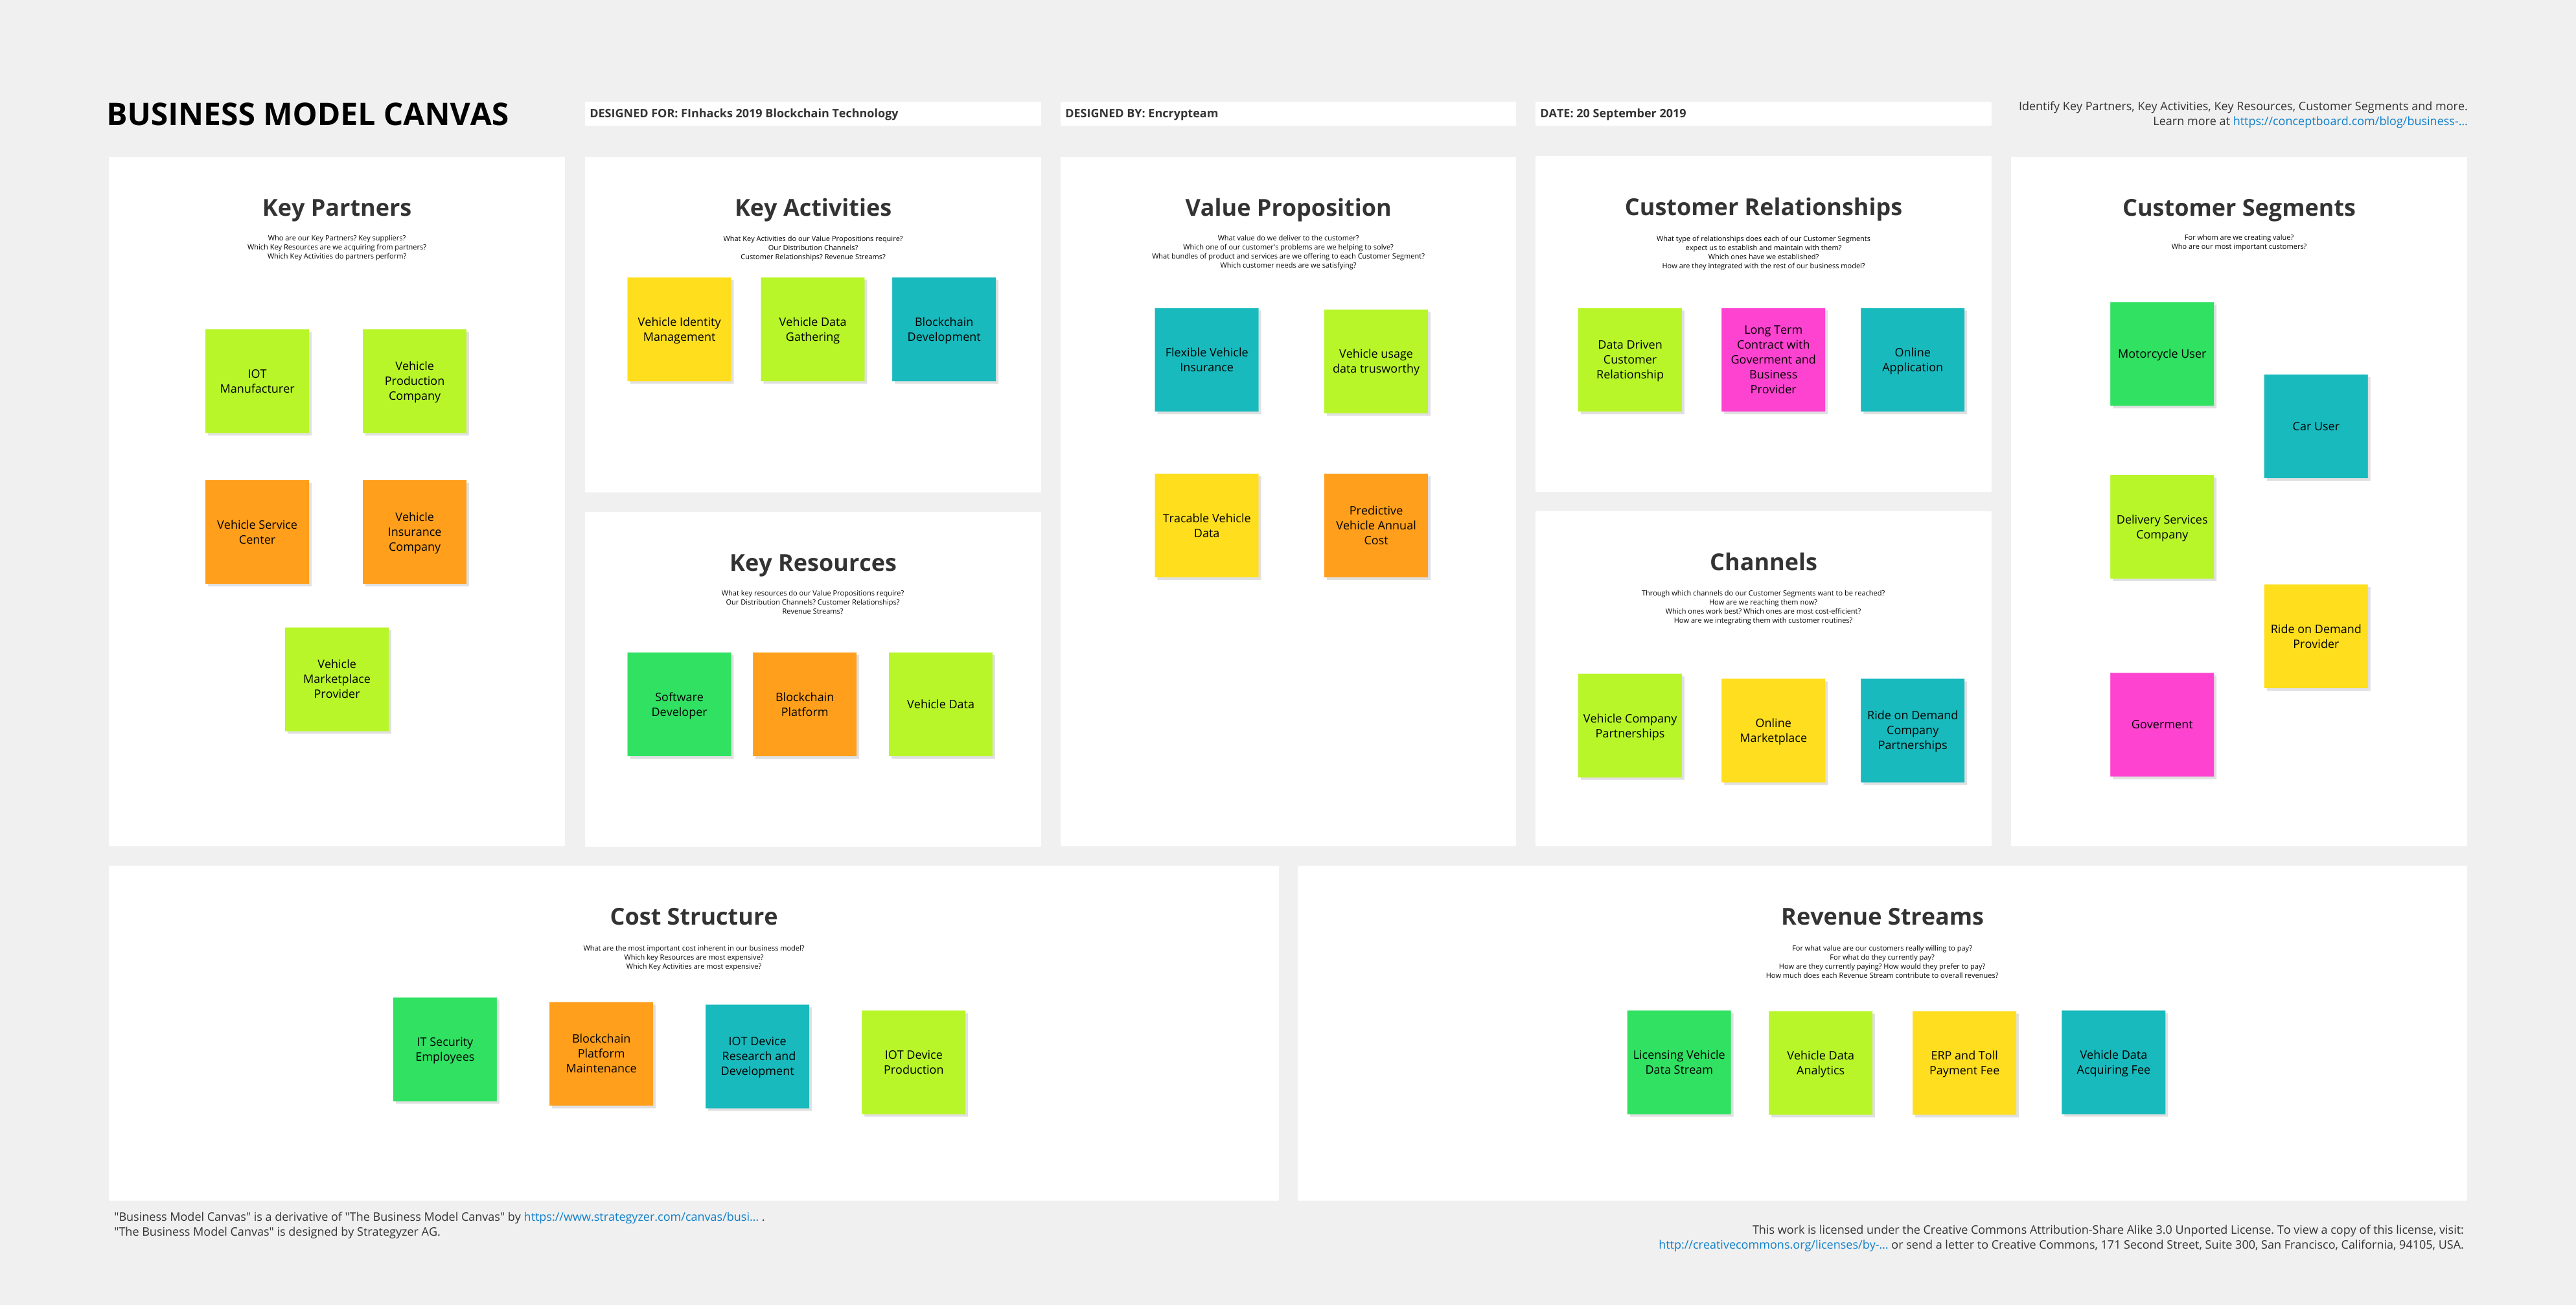 BUSINESS MODEL CANVAS
DESIGNED FOR: FInhacks 2019 Blockchain Technology
DESIGNED BY: Encrypteam
DATE: 20 September 2019
Identify Key Partners, Key Activities, Key Resources, Customer Segments and more.
Learn more at https://conceptboard.com/blog/business-...
Key Partners
Who are our Key Partners? Key suppliers?
Which Key Resources are we acquiring from partners?
Which Key Activities do partners perform?
IOT
Manufacturer
Vehicle
Production
Company
Vehicle Service
Center
Vehicle
Insurance
Company
Vehicle
Marketplace
Provider
Key Activities
What Key Activities do our Value Propositions require?
Our Distribution Channels?
Customer Relationships? Revenue Streams?
Vehicle Identity
Management
Vehicle Data
Gathering
Blockchain
Development
Key Resources
What key resources do our Value Propositions require?
Our Distribution Channels? Customer Relationships?
Revenue Streams?
Software
Developer
Blockchain
Platform
Vehicle Data
Value Proposition
What value do we deliver to the customer?
Which one of our customer's problems are we helping to solve?
What bundles of product and services are we offering to each Customer Segment?
Which customer needs are we satisfying?
Flexible Vehicle
Insurance
Vehicle usage
data trusworthy
Tracable Vehicle
Data
Predictive
Vehicle Annual
Cost
Customer Relationships
What type of relationships does each of our Customer Segments
expect us to establish and maintain with them?
Which ones have we established?
How are they integrated with the rest of our business model?
Data Driven
Customer
Relationship
Long Term
Contract with
Goverment and
Business
Provider
Online
Application
Channels
Through which channels do our Customer Segments want to be reached?
How are we reaching them now?
Which ones work best? Which ones are most cost-efficient?
How are we integrating them with customer routines?
Vehicle Company
Partnerships
Online
Marketplace
Ride on Demand
Company
Partnerships
Customer Segments
For whom are we creating value?
Who are our most important customers?
Motorcycle User
Car User
Delivery Services
Company
Ride on Demand
Provider
Goverment
Cost Structure
What are the most important cost inherent in our business model?
Which key Resources are most expensive?
Which Key Activities are most expensive?
IT Security
Employees
Blockchain
Platform
Maintenance
IOT Device
Research and
Development
IOT Device
Production
Revenue Streams
For what value are our customers really willing to pay?
For what do they currently pay?
How are they currently paying? How would they prefer to pay?
How much does each Revenue Stream contribute to overall revenues?
Licensing Vehicle
Data Stream
Vehicle Data
Analytics
ERP and Toll
Payment Fee
Vehicle Data
Acquiring Fee
"Business Model Canvas" is a derivative of "The Business Model Canvas" by https://www.strategyzer.com/canvas/busi... .
"The Business Model Canvas" is designed by Strategyzer AG.
This work is licensed under the Creative Commons Attribution-Share Alike 3.0 Unported License. To view a copy of this license, visit:
http://creativecommons.org/licenses/by-... or send a letter to Creative Commons, 171 Second Street, Suite 300, San Francisco, California, 94105, USA.